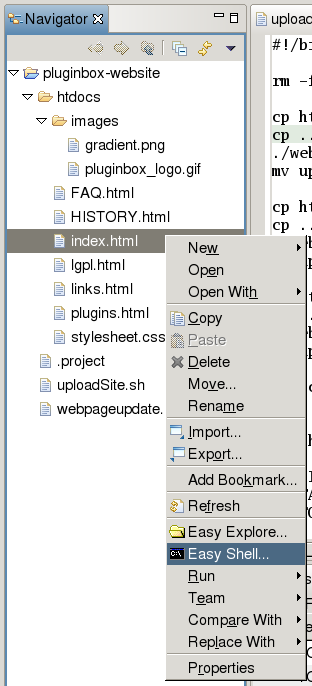 Navigator
upload
pluginbox-website
#!/bi
htdocs
rm -f
images
gradient.png
cp ht
pluginbox_logo.gif
cp ..
./web
FAQ.html
mv up
HISTORY.html
cp ht
cp ..
index.html
New
lgpl.html
Open
links.html
Open With
plugins.html
Copy
stylesheet.css
Paste
.project
Delete
uploadSite.sh
Move...
webpageupdate.
Rename
Import...
Export...
Add Bookmark...
Refresh
Easy Explore...
C:\
Easy Shell...
Run
Team
Compare With
Replace With
Properties